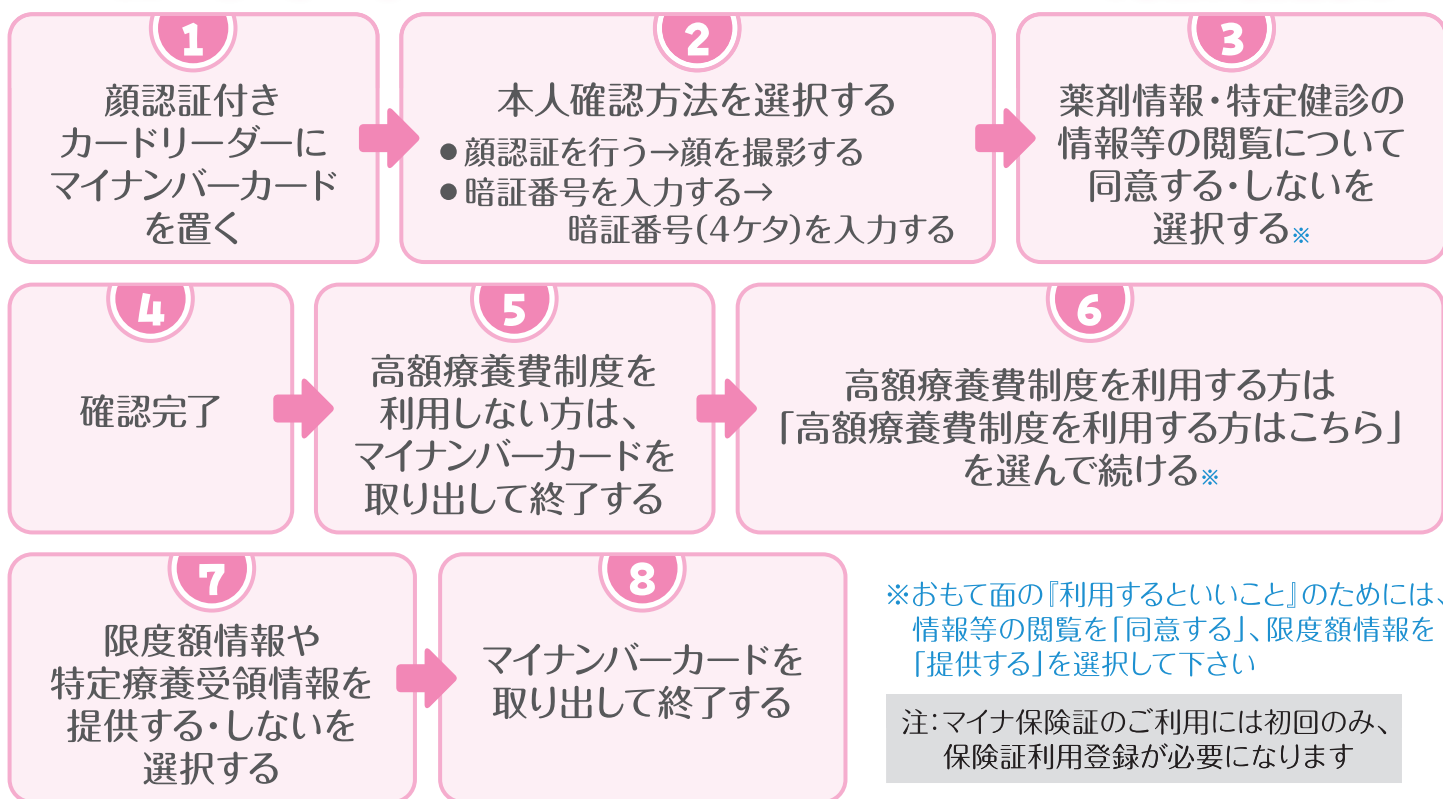 1
顔認証付き
カードリーダーに
マイナンバーカード
を置く
2
本人確認方法を選択する
●顔認証を行う→顔を撮影する
●暗証番号を入力する→
暗証番号(4ケタ)を入力する
3
薬剤情報・特定健診の
情報等の閲覧について
同意する・しないを
選択する※
4
確認完了
5
高額療養費制度を
利用しない方は、
マイナンバーカードを
取り出して終了する
6
高額療養費制度を利用する方は
「高額療養費制度を利用する方はこちら」
を選んで続ける※
7
限度額情報や
特定療養受領情報を
提供する・しないを
選択する
8
マイナンバーカードを
取り出して終了する
※おもて面の『利用するといいこと』のためには、
情報等の閲覧を「同意する」、限度額情報を
「提供する」を選択して下さい
注:マイナ保険証のご利用には初回のみ、
保険証利用登録が必要になります